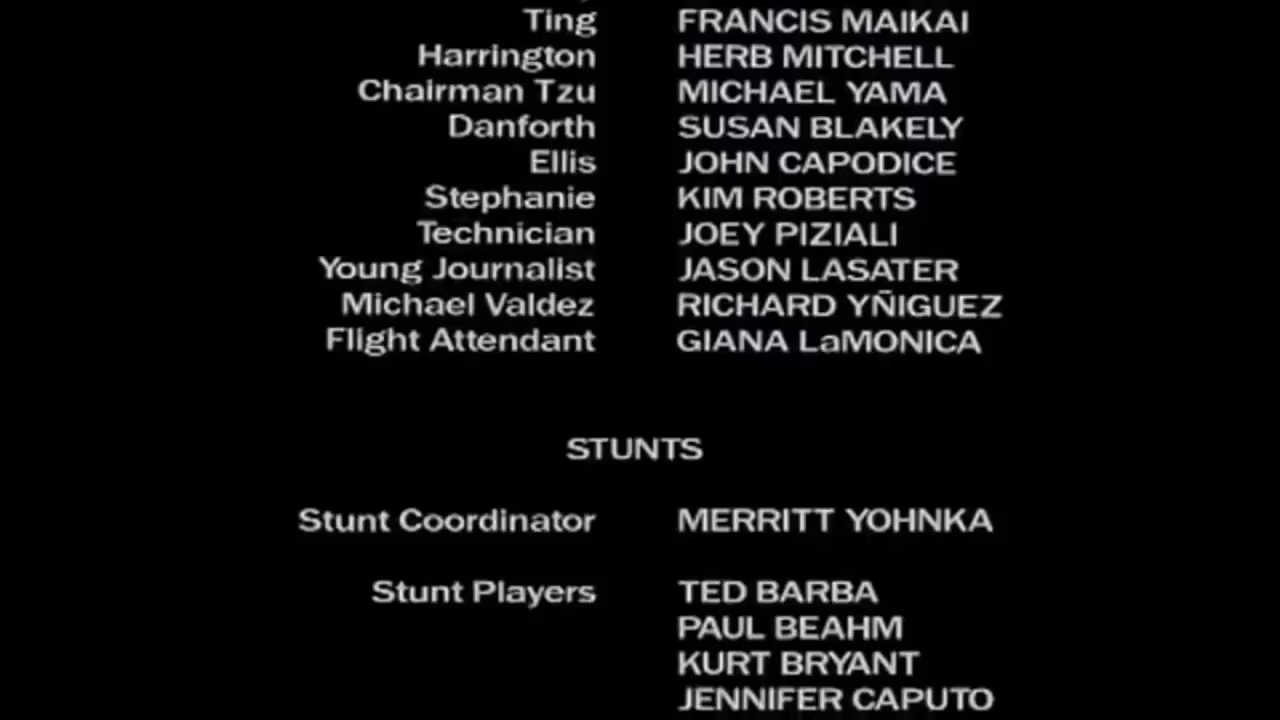 Ting FRANCIS MAIKAI
Harrington HERB MITCHELL
Chairman Tzu MICHAEL YAMA
Danforth SUSAN BLAKELY
Ellis JOHN CAPODICE
Stephanie KIM ROBERTS
Technician JOEY PIZIALI
Young Journalist JASON LASATER
Michael Valdez RICHARD YÑIGUEZ
Flight Attendant GIANA LaMONICA
STUNTS
Stunt Coordinator MERRITT YOHNKA
Stunt Players TED BARBA
PAUL BEAHM
KURT BRYANT
JENNIFER CAPUTO